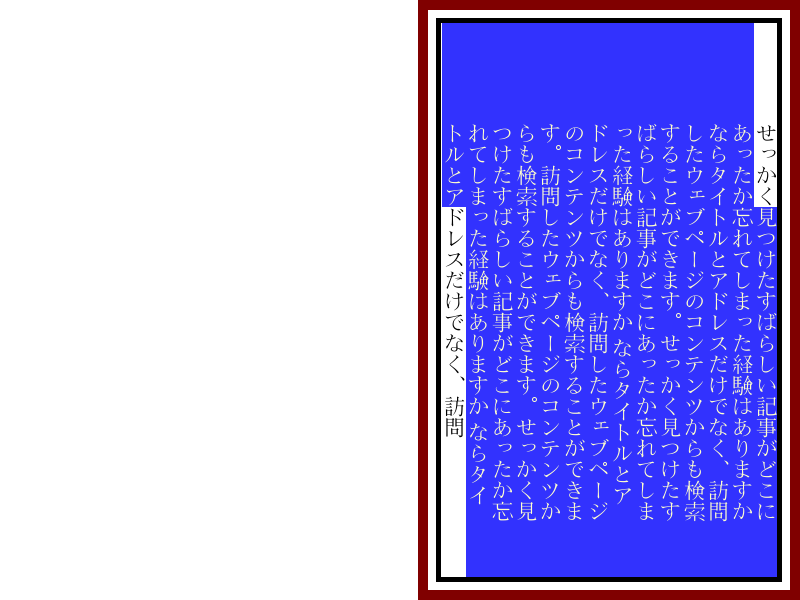 せっかく見つけたすばらしい記事がどこに
あったか忘れてしまった経験はありますか
ならタイトルとアドレスだけでなく、訪問
したウェブページのコンテンツからも検索
することができます。せっかく見つけたす
ばらしい記事がどこにあったか忘れてしま
った経験はありますか ならタイトルとア
ドレスだけでなく、訪問したウェブページ
のコンテンツからも検索することができま
す。訪問したウェブページのコンテンツか
らも検索することができます。せっかく見
つけたすばらしい記事がどこにあったか忘
れてしまった経験はありますか ならタイ
トルとアドレスだけでなく、訪問